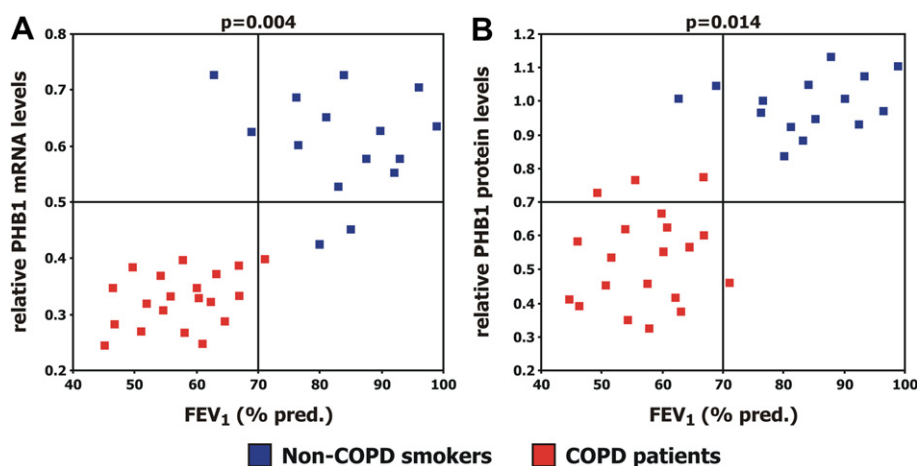 A
p=0.004
relative PHB1 mRNA levels
0.8
0.7
0.6
0.5
0.4
0.3
0.2
40 50 60 70 80 90 100
FEV1 (% pred.)
B
p=0.014
relative PHB1 protein levels
1.2
1.1
1.0
0.9
0.8
0.7
0.6
0.5
0.4
0.3
0.2
40 50 60 70 80 90 100
FEV1 (% pred.)
Non-COPD smokers COPD patients